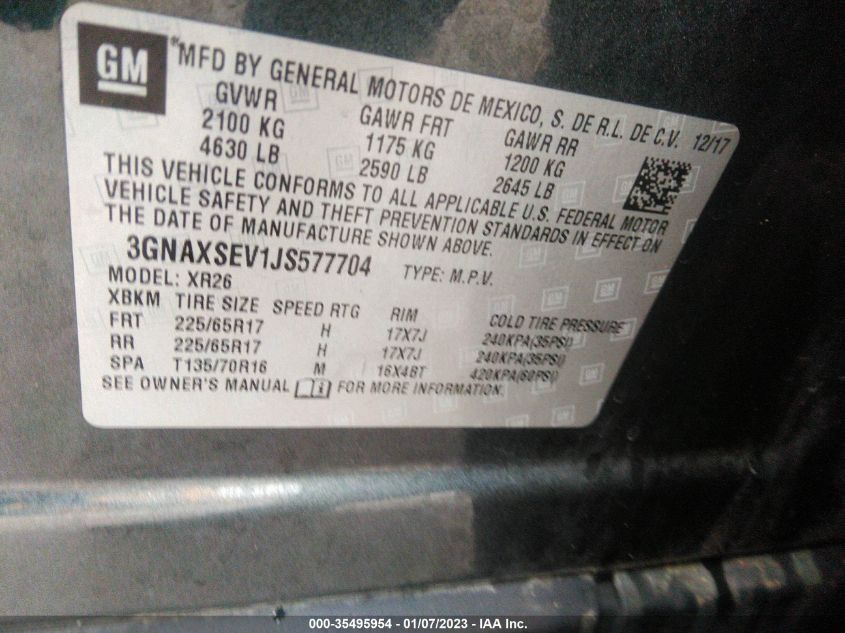 GM
®MFD BY GENERAL MOTORS DE MEXICO, S. DE R.L. DE C.V. 12/17
GVWR GAWR FRT GAWR RR
2100 KG 1175 KG 1200 KG
4630 LB 2590 LB 2645 LB
THIS VEHICLE CONFORMS TO ALL APPLICABLE U.S. FEDERAL MOTOR
VEHICLE SAFETY AND THEFT PREVENTION STANDARDS IN EFFECT ON
THE DATE OF MANUFACTURE SHOWN ABOVE.
3GNAXSEV1JS577704 TYPE: M.P.V.
MODEL: XR26
XBKM TIRE SIZE SPEED RTG RIM COLD TIRE PRESSURE
FRT 225/65R17 H 17X7J 240KPA(35PSI)
RR 225/65R17 H 17X7J 240KPA(35PSI)
SPA T135/70R16 M 16X4BT 420KPA(60PSI)
SEE OWNER'S MANUAL FOR MORE INFORMATION.
000-35495954 - 01/07/2023 - IAA Inc.